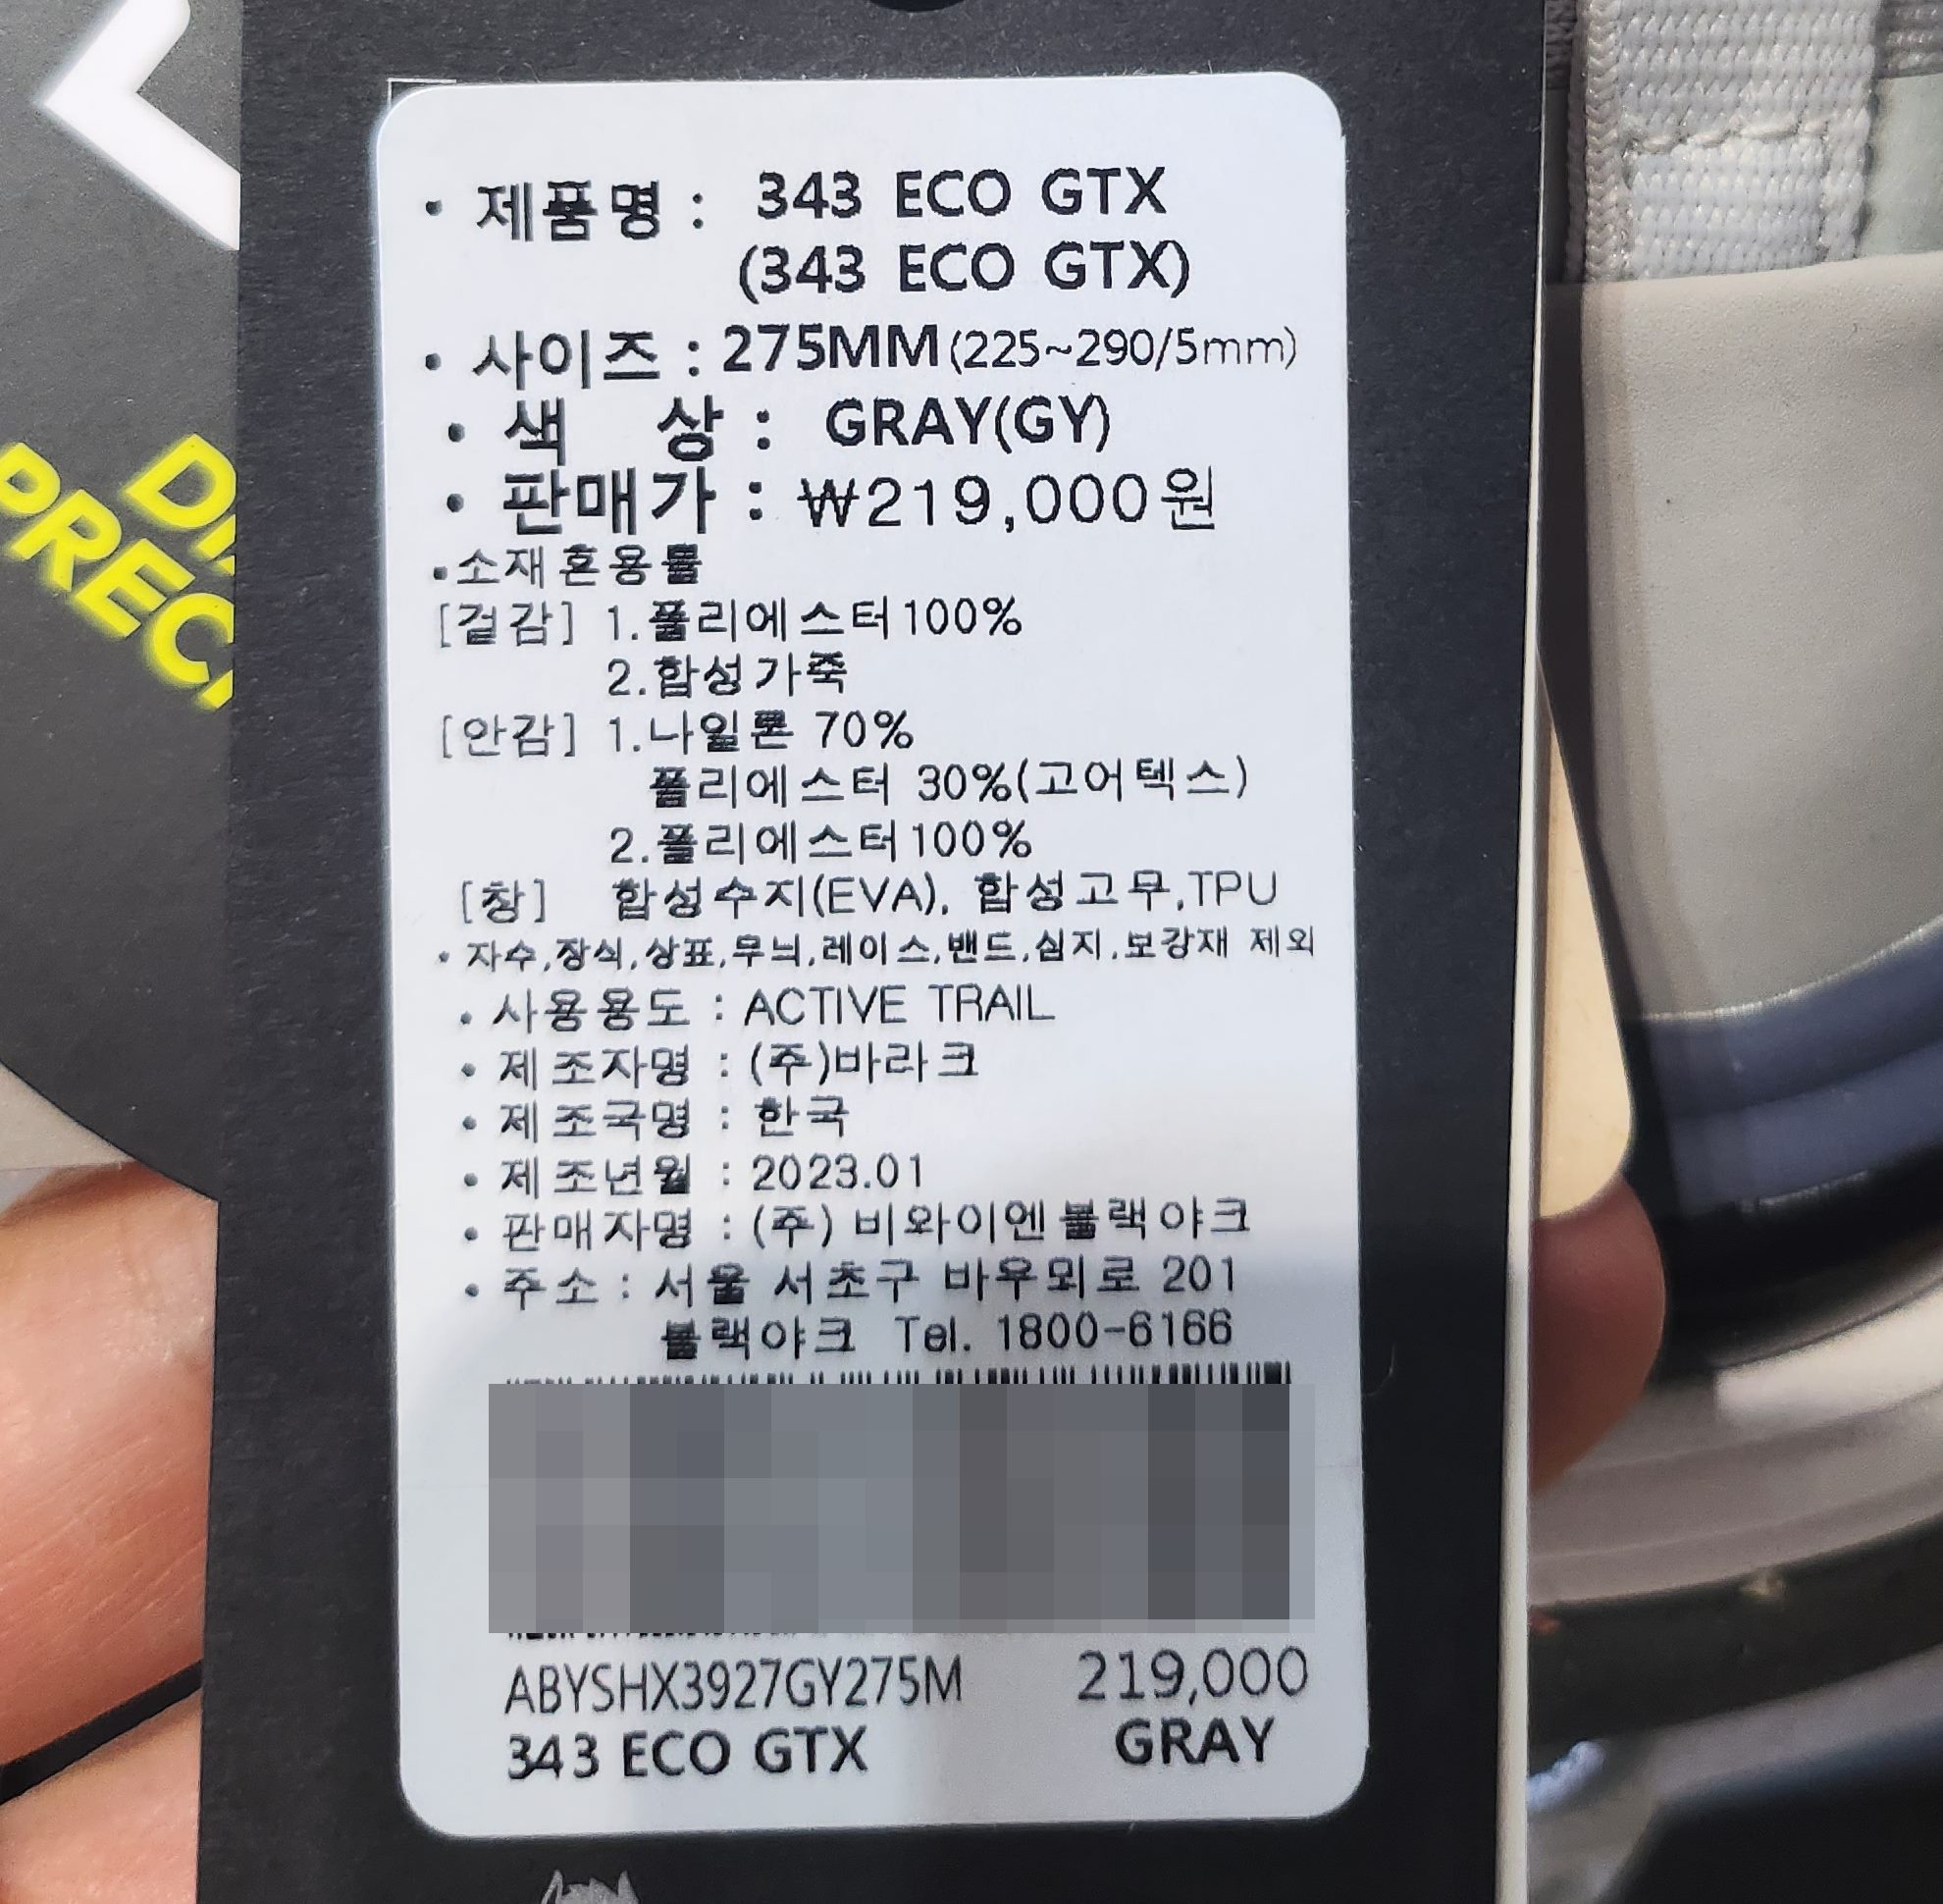 · 제품명 : 343 ECO GTX
(343 ECO GTX)
· 사이즈 : 275MM(225~290/5mm)
· 색 상 : GRAY(GY)
· 판매가 : ₩219,000원
·소재혼용률
[겉감] 1.폴리에스터100%
2.합성가죽
[안감] 1.나일론 70%
폴리에스터 30%(고어텍스)
2.폴리에스터100%
[창] 합성수지(EVA), 합성고무,TPU
· 자수,장식,상표,무늬,레이스,밴드,심지,보강재 제외
· 사용용도 : ACTIVE TRAIL
· 제조자명 : (주)바라크
· 제조국명 : 한국
· 제조년월 : 2023.01
· 판매자명 : (주) 비와이엔블랙야크
· 주소 : 서울 서초구 바우뫼로 201
블랙야크 Tel. 1800-6166
ABYSHX3927GY275M 219,000
343 ECO GTX GRAY